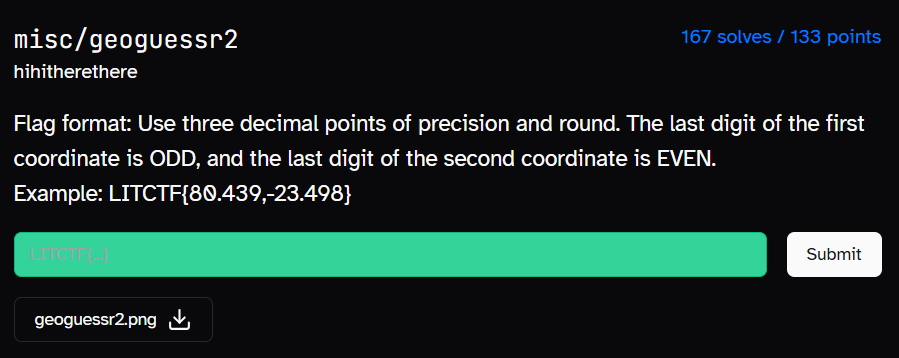 misc/geoguessr2
167 solves / 133 points
hihitherethere
Flag format: Use three decimal points of precision and round. The last digit of the first
coordinate is ODD, and the last digit of the second coordinate is EVEN.
Example: LITCTF{80.439,-23.498}
LITCTF{...}
Submit
geoguessr2.png